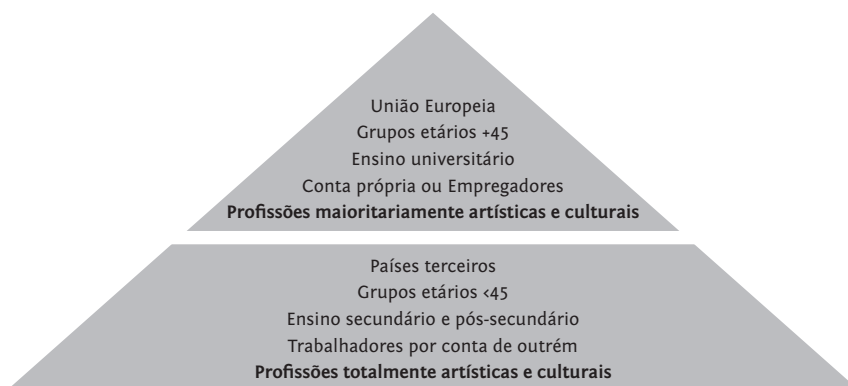 União Europeia
Grupos etários +45
Ensino universitário
Conta própria ou Empregadores
Profissões maioritariamente artísticas e culturais
Países terceiros
Grupos etários <45
Ensino secundário e pós-secundário
Trabalhadores por conta de outrém
Profissões totalmente artísticas e culturais